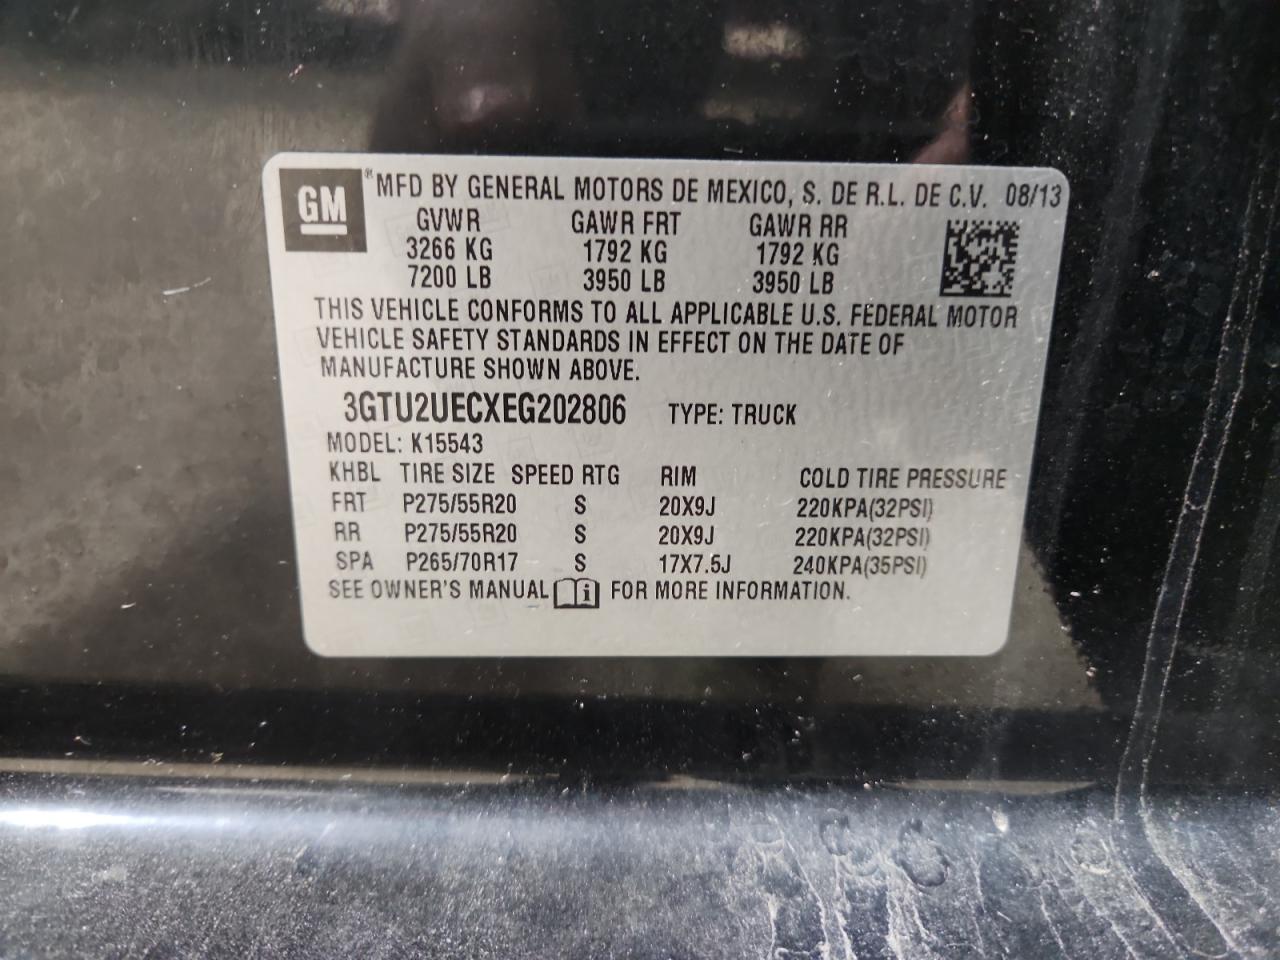 GM ® MFD BY GENERAL MOTORS DE MEXICO, S. DE R.L. DE C.V. 08/13
GVWR GAWR FRT GAWR RR
3266 KG 1792 KG 1792 KG
7200 LB 3950 LB 3950 LB
THIS VEHICLE CONFORMS TO ALL APPLICABLE U.S. FEDERAL MOTOR
VEHICLE SAFETY STANDARDS IN EFFECT ON THE DATE OF
MANUFACTURE SHOWN ABOVE.
3GTU2UECXEG202806 TYPE: TRUCK
MODEL: K15543
KHBL TIRE SIZE SPEED RTG RIM COLD TIRE PRESSURE
FRT P275/55R20 S 20X9J 220KPA(32PSI)
RR P275/55R20 S 20X9J 220KPA(32PSI)
SPA P265/70R17 S 17X7.5J 240KPA(35PSI)
SEE OWNER'S MANUAL i FOR MORE INFORMATION.